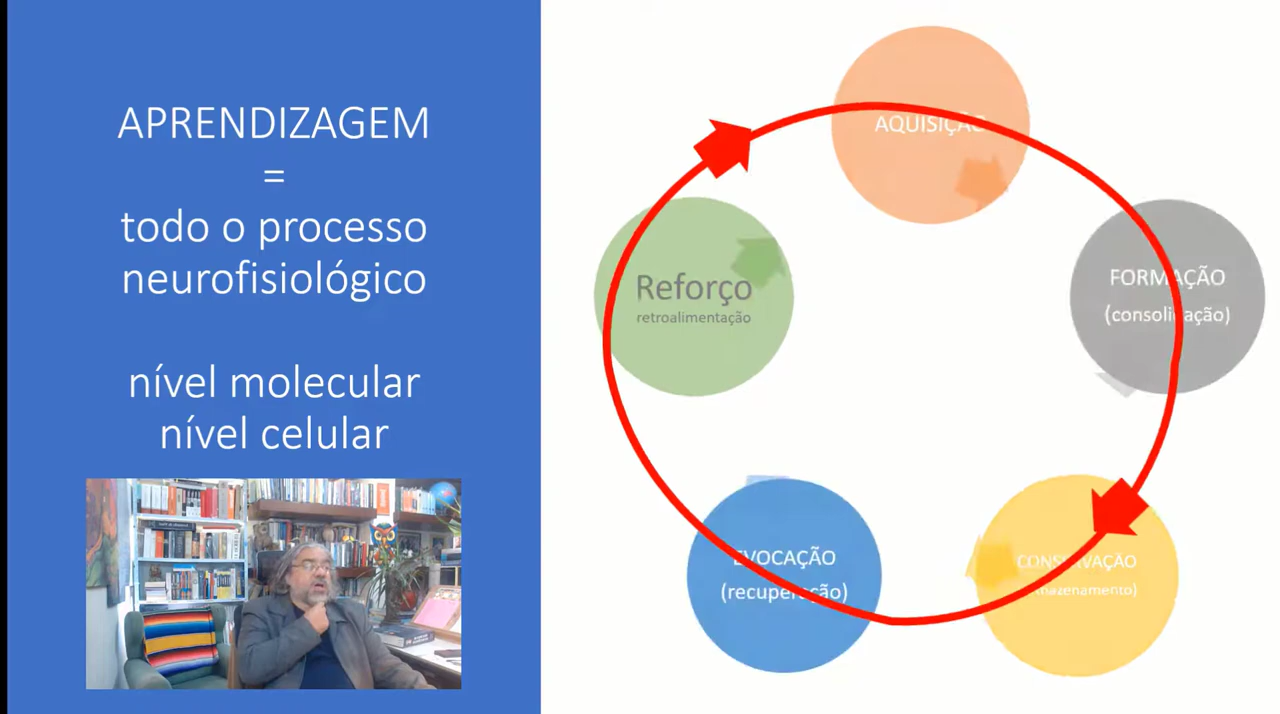 APRENDIZAGEM
=
todo o processo
neurofisiológico
nível molecular
nível celular
AQUISIÇÃO
FORMAÇÃO
(consolidação)
CONSERVAÇÃO
(armazenamento)
EVOCAÇÃO
(recuperação)
Reforço
retroalimentação